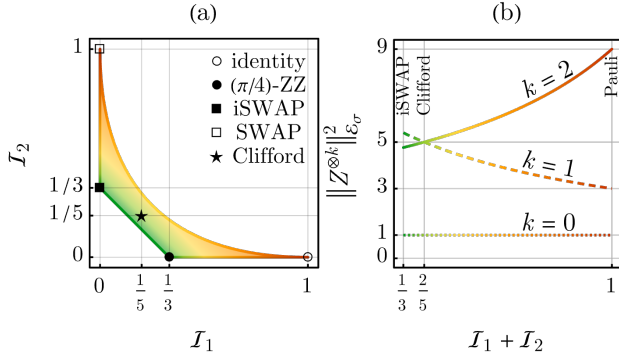 (a)
1
1/3
1/5
0
I₂
identity
(π/4)-ZZ
iSWAP
SWAP
Clifford
0
1/5
1/3
1
I₁
(b)
9
5
3
1
0
‖Z^{⊗k}‖²_{ε_σ}
iSWAP
Clifford
Pauli
k = 2
k = 1
k = 0
1/3
2/5
1
I₁ + I₂